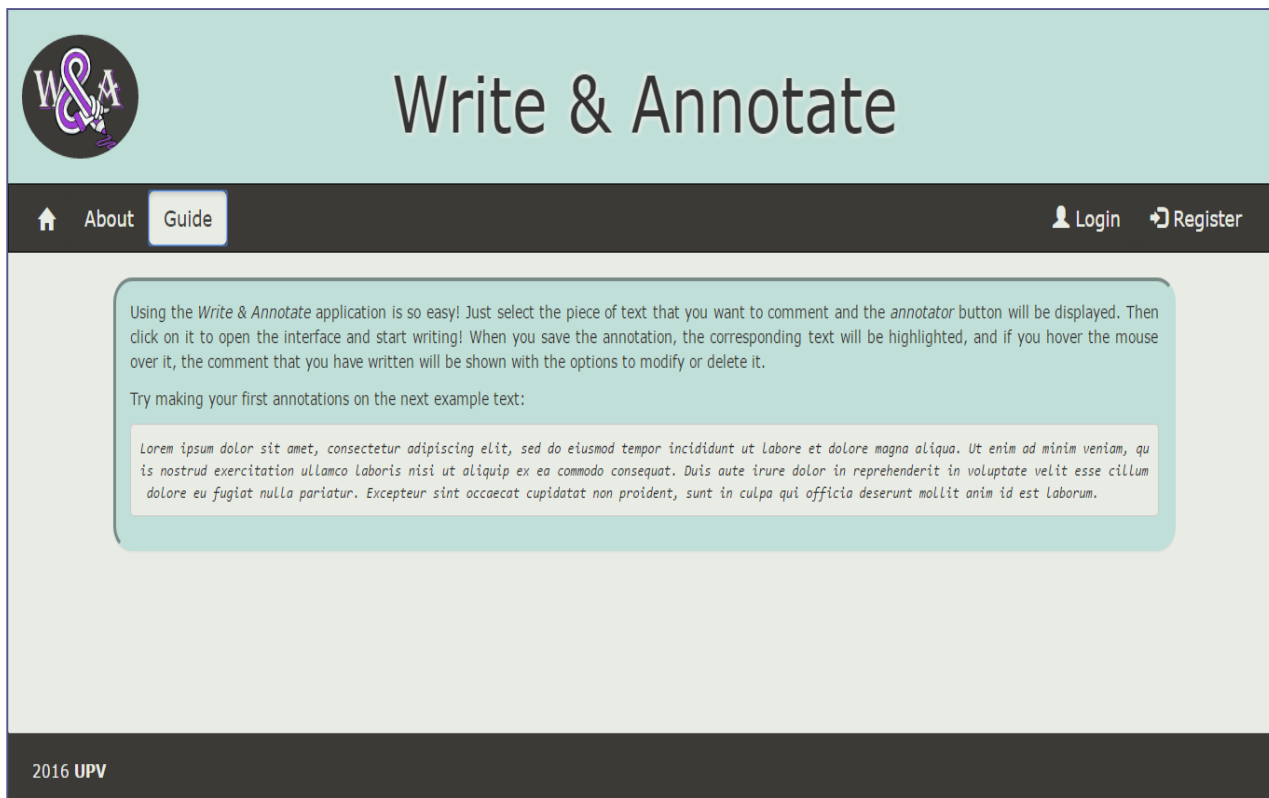 W&A
Write & Annotate
About
Guide
Login
Register
Using the Write & Annotate application is so easy! Just select the piece of text that you want to comment and the annotator button will be displayed. Then
click on it to open the interface and start writing! When you save the annotation, the corresponding text will be highlighted, and if you hover the mouse
over it, the comment that you have written will be shown with the options to modify or delete it.
Try making your first annotations on the next example text:
Lorem ipsum dolor sit amet, consectetur adipiscing elit, sed do eiusmod tempor incididunt ut labore et dolore magna aliqua. Ut enim ad minim veniam, qu
is nostrud exercitation ullamco laboris nisi ut aliquip ex ea commodo consequat. Duis aute irure dolor in reprehenderit in voluptate velit esse cillum
dolore eu fugiat nulla pariatur. Excepteur sint occaecat cupidatat non proident, sunt in culpa qui officia deserunt mollit anim id est laborum.
2016 UPV